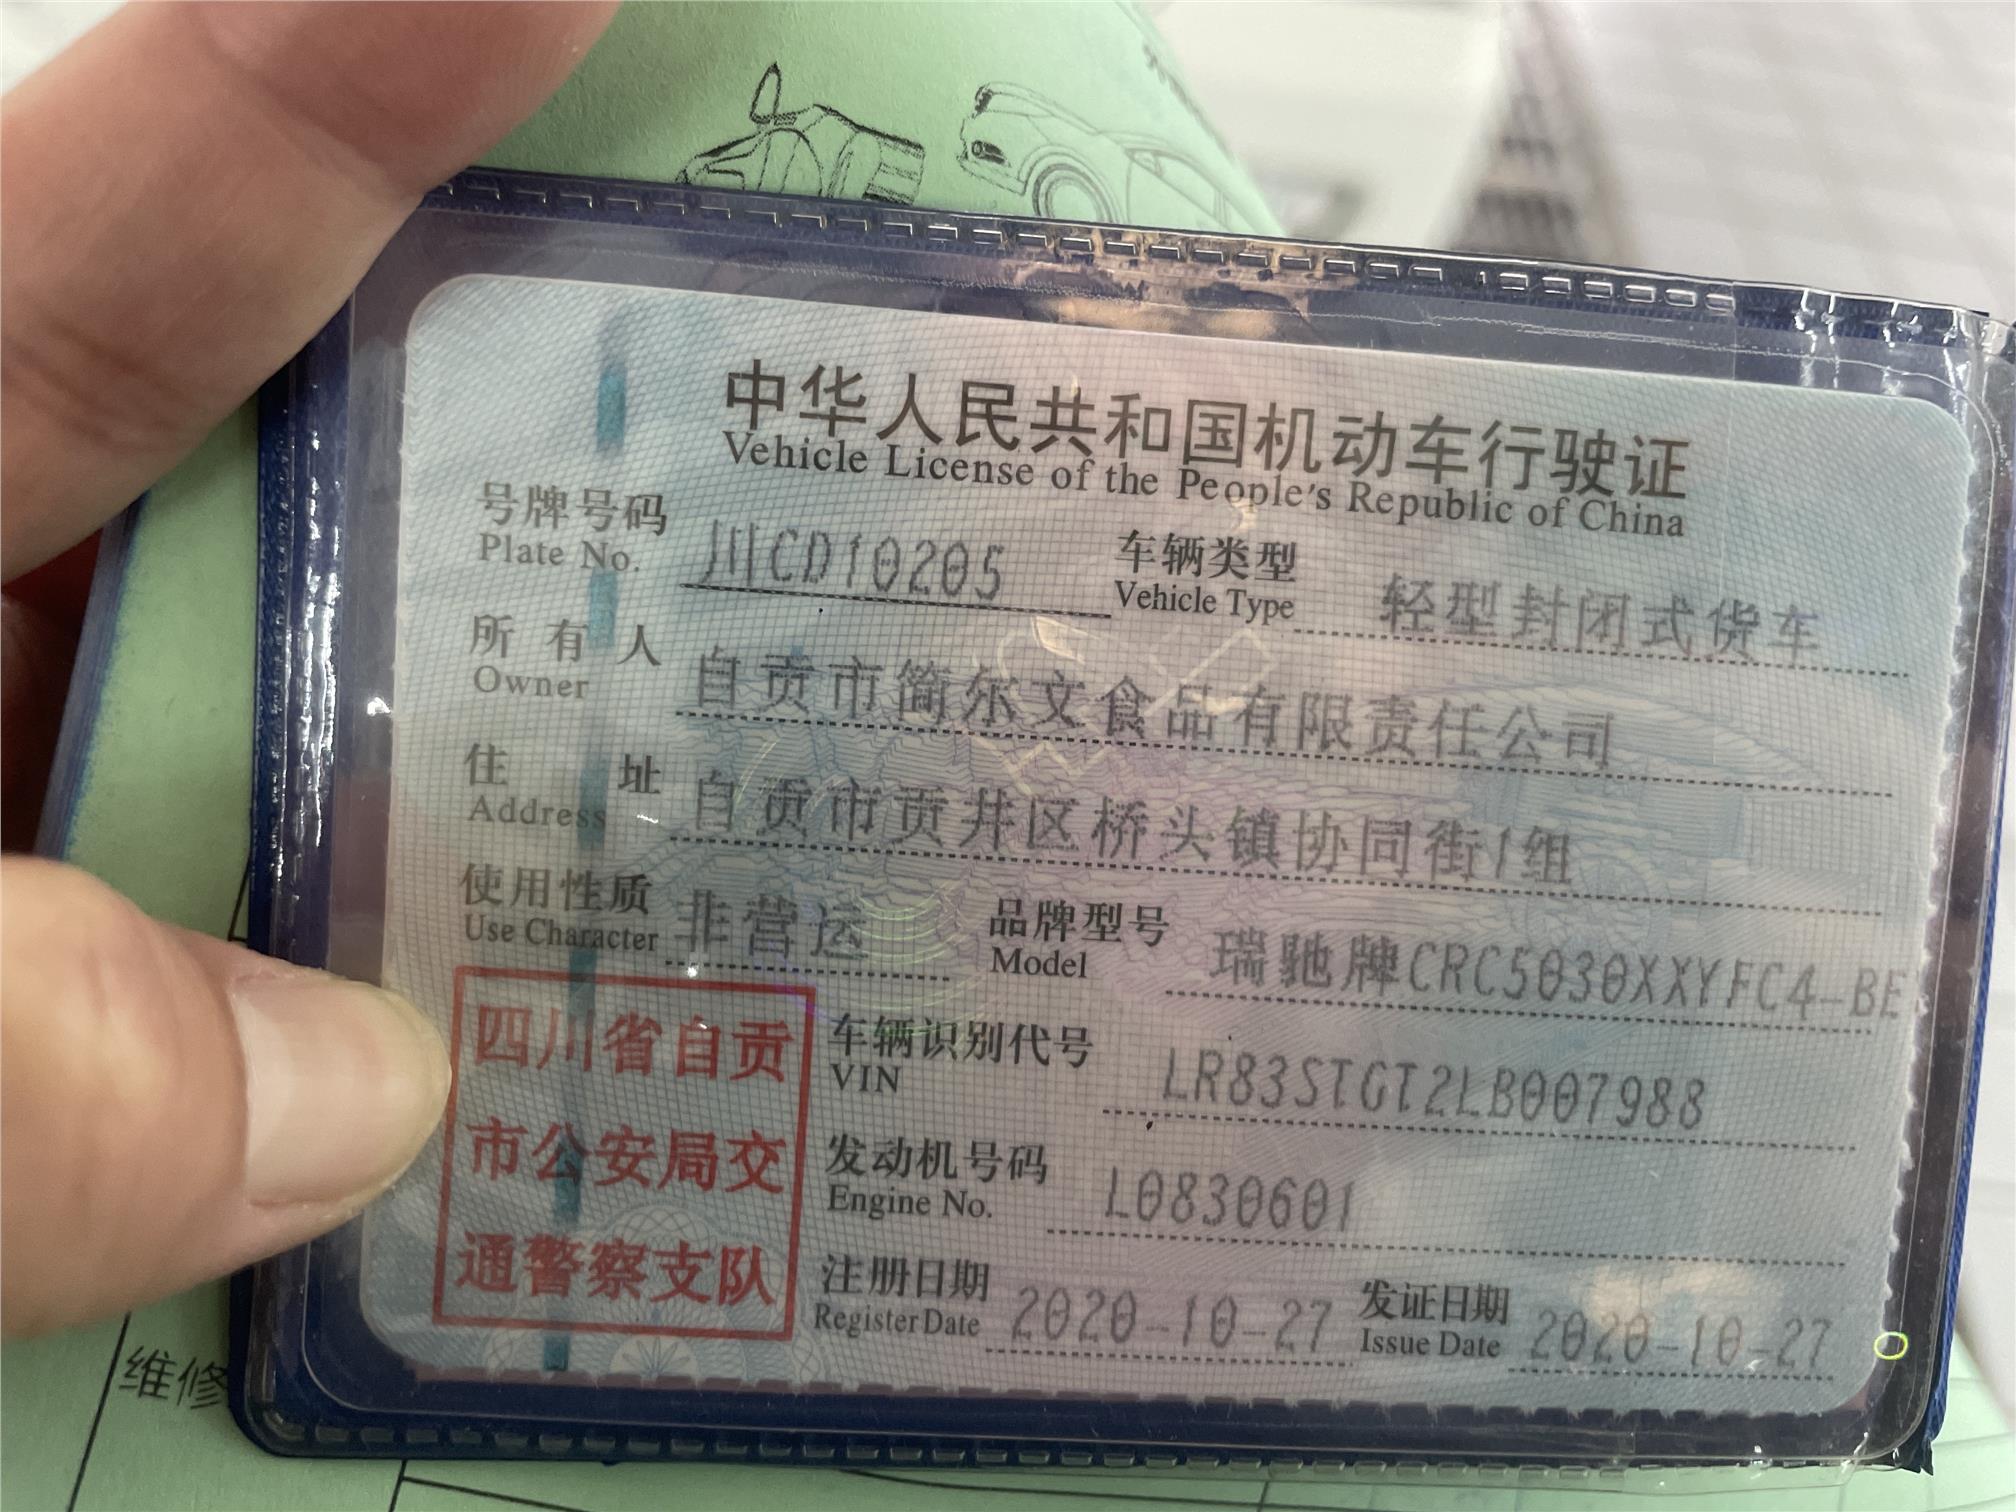 中华人民共和国机动车行驶证
Vehicle License of the People's Republic of China
号牌号码 川CD10205 车辆类型 轻型封闭式货车
Plate No. Vehicle Type
所有人 自贡市简尔文食品有限责任公司
Owner
住址 自贡市贡井区桥头镇协同街1组
Address
使用性质 非营运 品牌型号 瑞驰牌CRC5030XXYFC4-BE
Use Character Model
四川省自贡
市公安局交
通警察支队
车辆识别代号 LR83STGT2LB007988
VIN
发动机号码 L0830601
Engine No.
注册日期 2020-10-27 发证日期 2020-10-27
Register Date Issue Date
维修